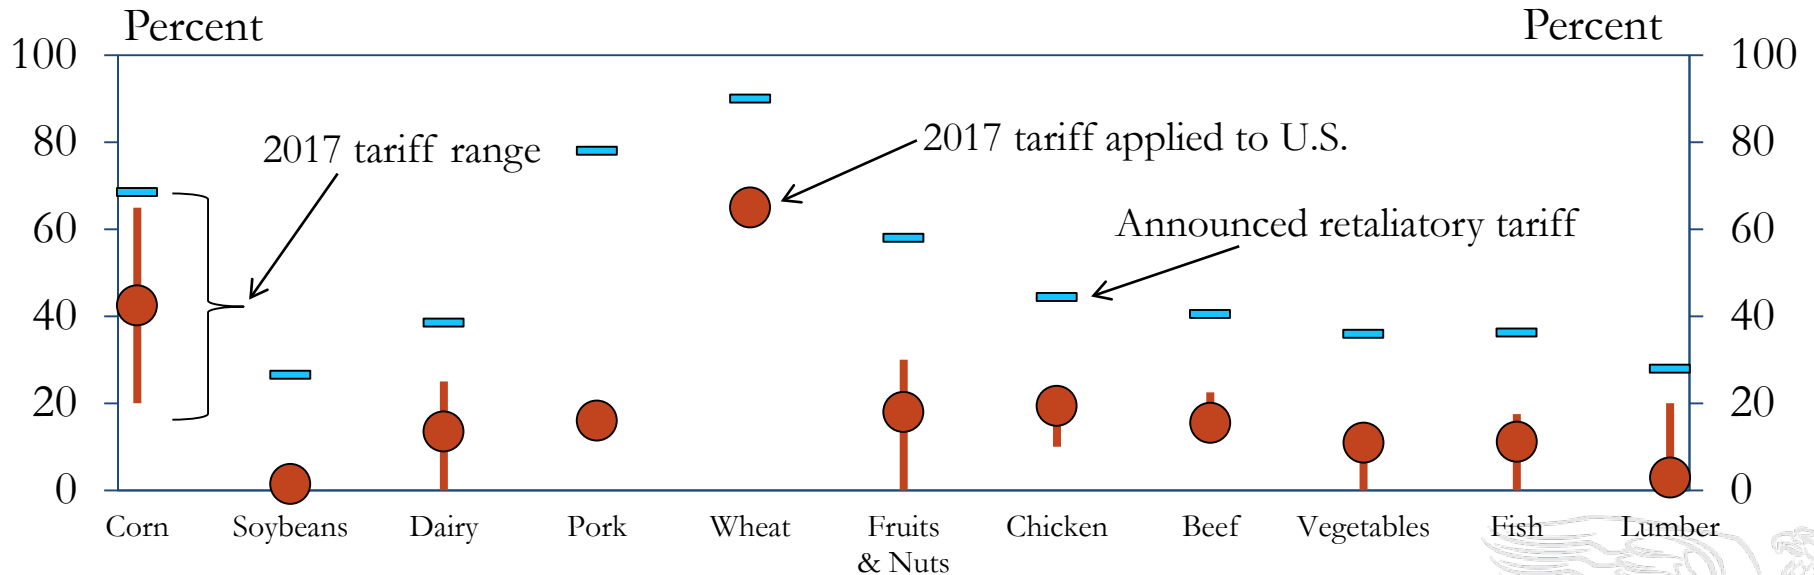 Percent
Percent
100
100
80
80
60
60
40
40
20
20
0
0
2017 tariff range
2017 tariff applied to U.S.
Announced retaliatory tariff
Corn
Soybeans
Dairy
Pork
Wheat
Fruits
& Nuts
Chicken
Beef
Vegetables
Fish
Lumber